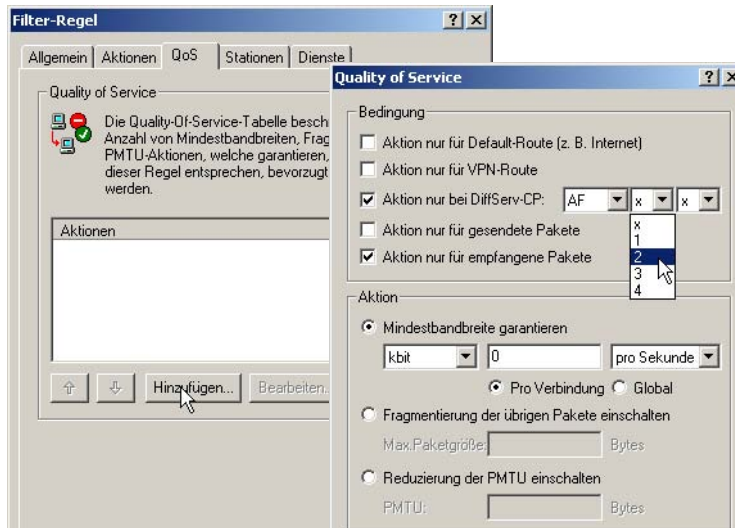 Filter-Regel
Allgemein Aktionen QoS Stationen Dienste
Quality of Service
Die Quality-Of-Service-Tabelle besch
Anzahl von Mindestbandbreiten, Frag
PMTU-Aktionen, welche garantieren,
dieser Regel entsprechen, bevorzugt
werden.
Aktionen
Hinzufügen... Bearbeiten.
Quality of Service
Bedingung
Aktion nur für Default-Route (z. B. Internet)
Aktion nur für VPN-Route
Aktion nur bei DiffServ-CP: AF x x
Aktion nur für gesendete Pakete
Aktion nur für empfangene Pakete
x
1
2
3
4
Aktion
Mindestbandbreite garantieren
kbit 0 pro Sekunde
Pro Verbindung Global
Fragmentierung der übrigen Pakete einschalten
Max.Paketgröße: Bytes
Reduzierung der PMTU einschalten
PMTU: Bytes